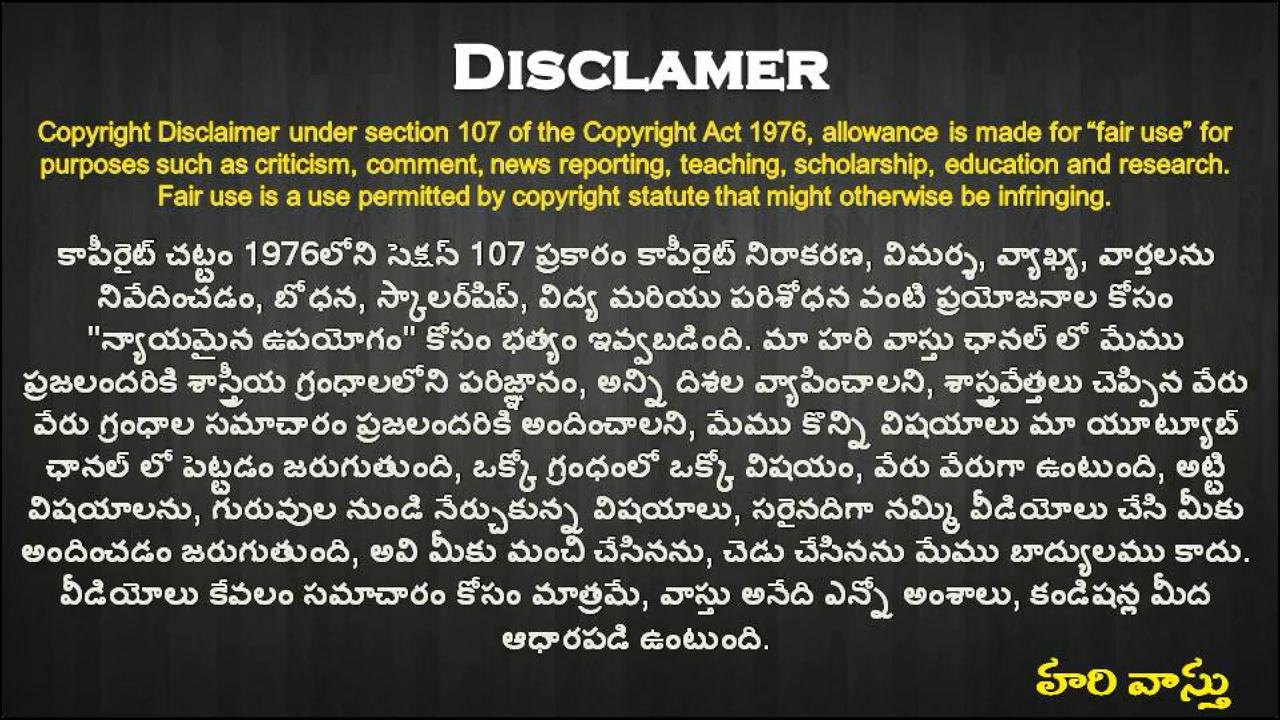 DISCLAMER
Copyright Disclaimer under section 107 of the Copyright Act 1976, allowance is made for “fair use” for
purposes such as criticism, comment, news reporting, teaching, scholarship, education and research.
Fair use is a use permitted by copyright statute that might otherwise be infringing.
కాపీరైట్ చట్టం 1976లోని సెక్షన్ 107 ప్రకారం కాపీరైట్ నిరాకరణ, విమర్శ, వ్యాఖ్య, వార్తలను
నివేదించడం, బోధన, స్కాలర్‌షిప్, విద్య మరియు పరిశోధన వంటి ప్రయోజనాల కోసం
"న్యాయమైన ఉపయోగం" కోసం భత్యం ఇవ్వబడింది. మా హరి వాస్తు ఛానల్ లో మేము
ప్రజలందరికి శాస్త్రీయ గ్రంధాలలోని పరిజ్ఞానం, అన్ని దిశల వ్యాపించాలని, శాస్త్రవేత్తలు చెప్పిన వేరు
వేరు గ్రంధాల సమాచారం ప్రజలందరికి అందించాలని, మేము కొన్ని విషయాలు మా యూట్యూబ్
ఛానల్ లో పెట్టడం జరుగుతుంది, ఒక్కో గ్రంధంలో ఒక్కో విషయం, వేరు వేరుగా ఉంటుంది, అట్టి
విషయాలను, గురువుల నుండి నేర్చుకున్న విషయాలు, సరైనదిగా నమ్మి వీడియోలు చేసి మీకు
అందించడం జరుగుతుంది, అవి మీకు మంచి చేసినను, చెడు చేసినను మేము బాద్యులము కాదు.
వీడియోలు కేవలం సమాచారం కోసం మాత్రమే, వాస్తు అనేది ఎన్నో అంశాలు, కండిషన్ల మీద
ఆధారపడి ఉంటుంది.
హరి వాస్తు